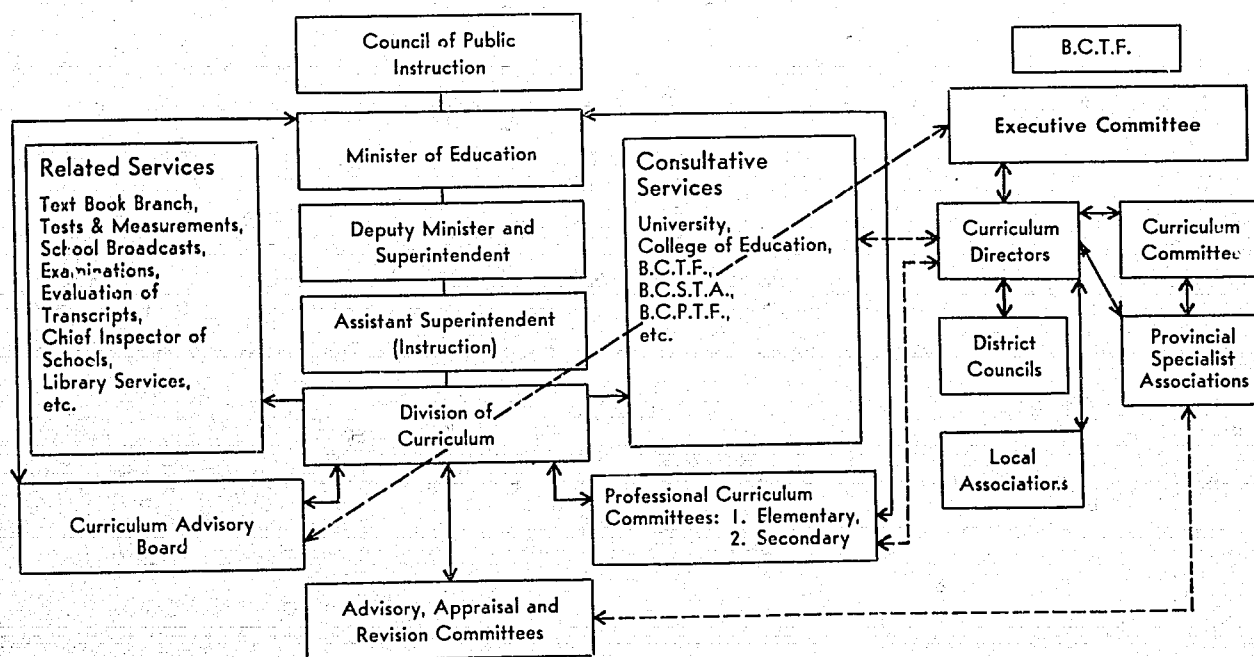 Council of Public
Instruction
B.C.T.F.
Minister of Education
Executive Committee
Related Services
Text Book Branch,
Tests & Measurements,
School Broadcasts,
Examinations,
Evaluation of
Transcripts,
Chief Inspector of
Schools,
Library Services,
etc.
Deputy Minister and
Superintendent
Assistant Superintendent
(Instruction)
Division of
Curriculum
Consultative
Services
University,
College of Education,
B.C.T.F.,
B.C.S.T.A.,
B.C.P.T.F.,
etc.
Curriculum
Directors
Curriculum
Committee
District
Councils
Provincial
Specialist
Associations
Local
Associations
Curriculum Advisory
Board
Professional Curriculum
Committees: 1. Elementary,
2. Secondary
Advisory, Appraisal and
Revision Committees